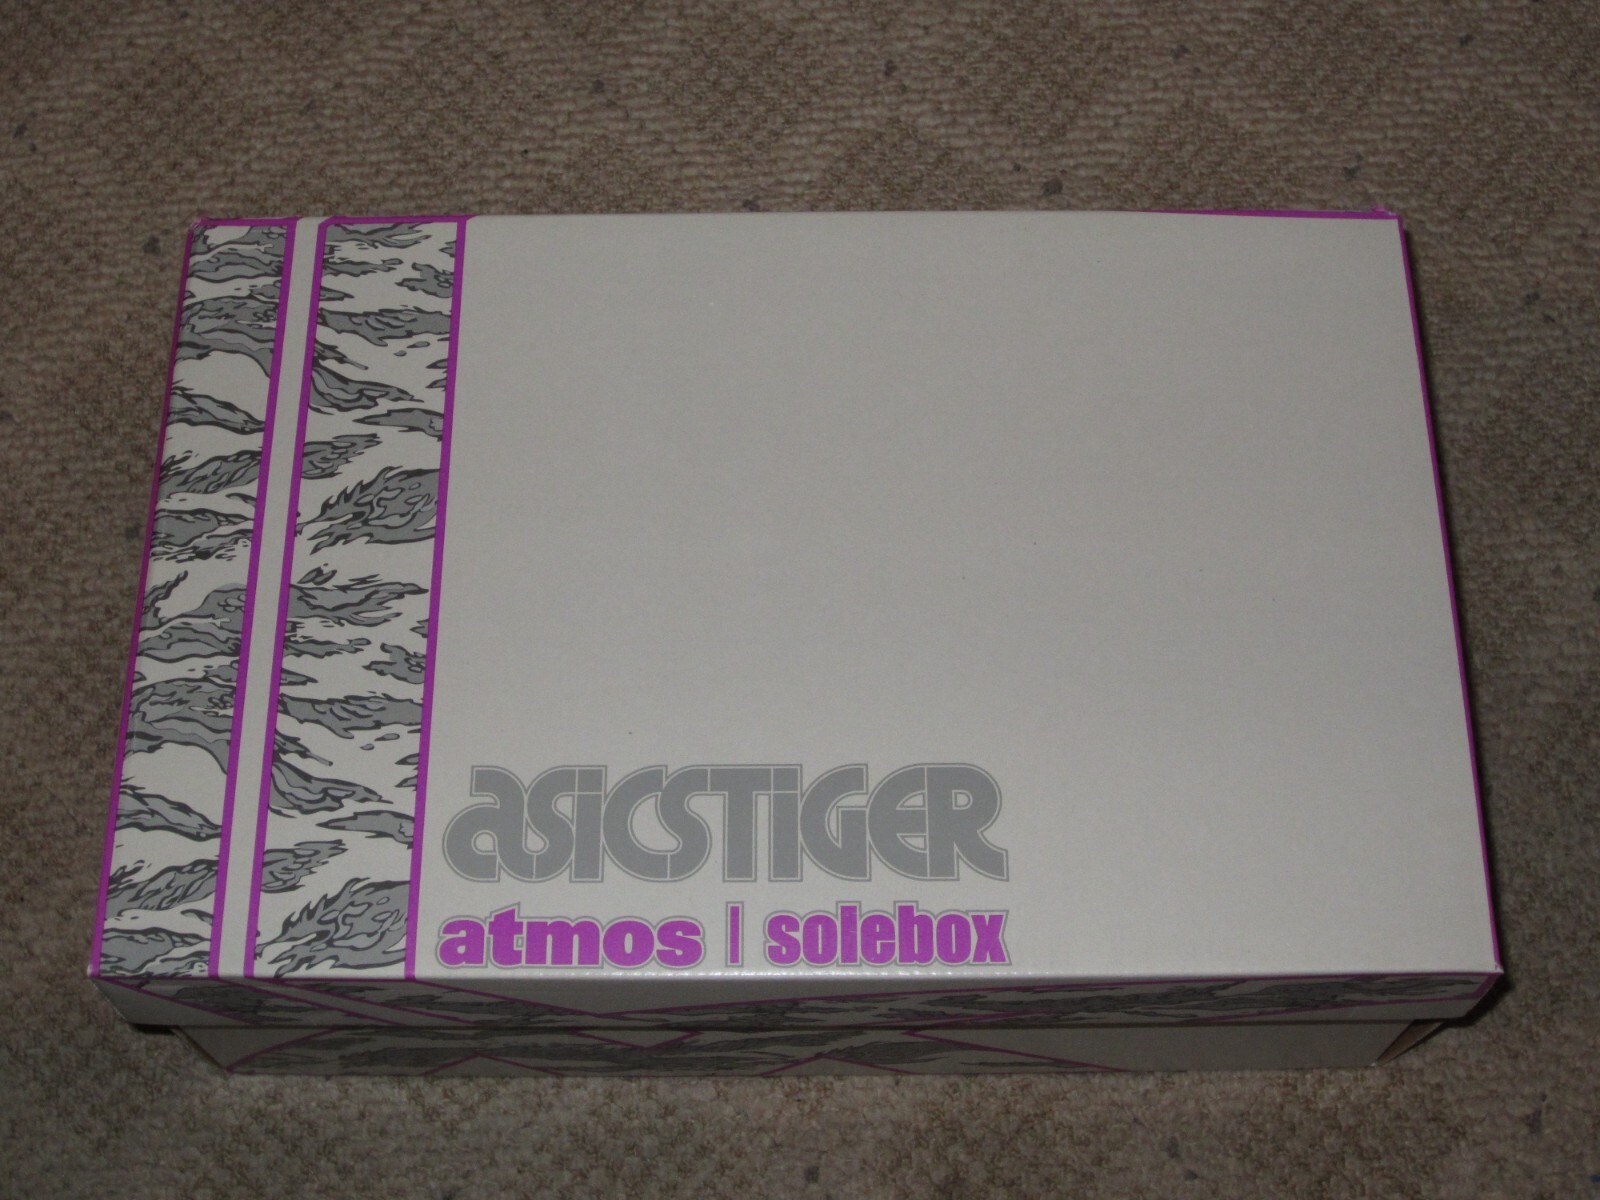 asicsTiGER
atmos | solebox